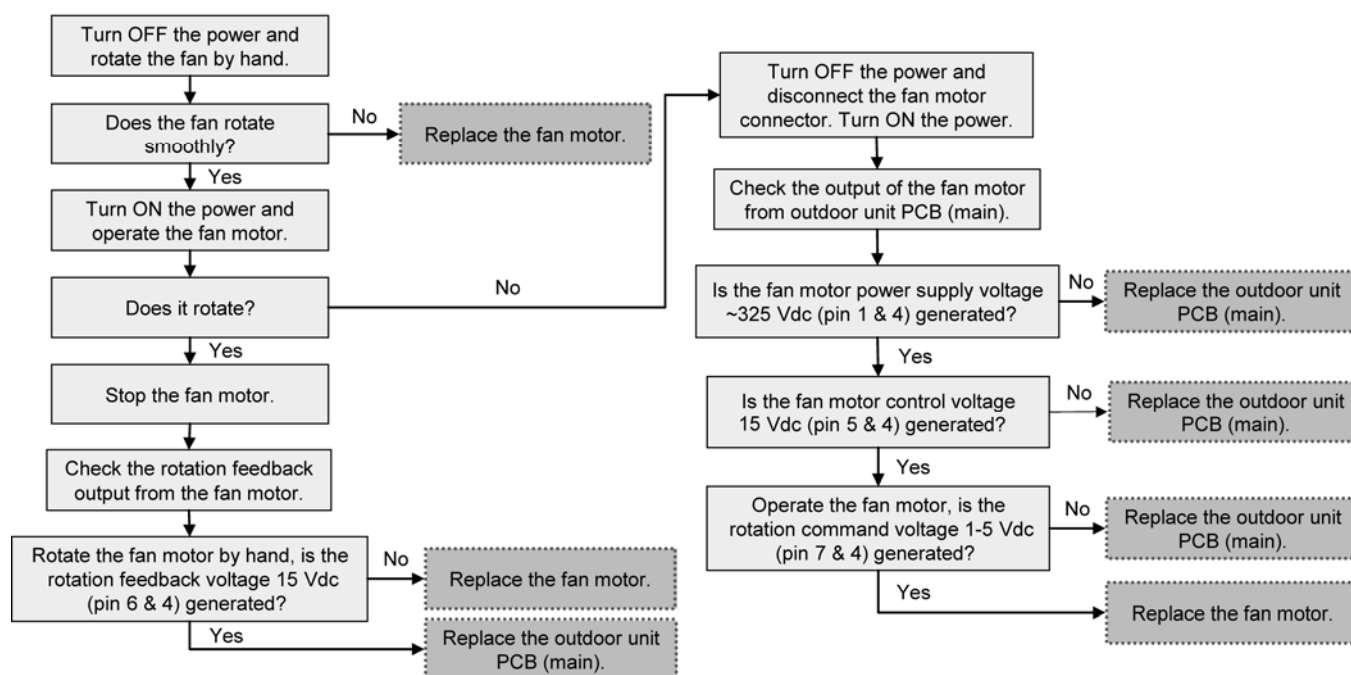 Turn OFF the power and
rotate the fan by hand.
Does the fan rotate
smoothly?
No
Replace the fan motor.
Yes
Turn ON the power and
operate the fan motor.
Does it rotate?
No
Yes
Stop the fan motor.
Check the rotation feedback
output from the fan motor.
Rotate the fan motor by hand, is the
rotation feedback voltage 15 Vdc
(pin 6 & 4) generated?
No
Replace the fan motor.
Yes
Replace the outdoor unit
PCB (main).
Turn OFF the power and
disconnect the fan motor
connector. Turn ON the power.
Check the output of the fan motor
from outdoor unit PCB (main).
Is the fan motor power supply voltage
~325 Vdc (pin 1 & 4) generated?
No
Replace the outdoor unit
PCB (main).
Yes
Is the fan motor control voltage
15 Vdc (pin 5 & 4) generated?
No
Replace the outdoor unit
PCB (main).
Yes
Operate the fan motor, is the
rotation command voltage 1-5 Vdc
(pin 7 & 4) generated?
No
Replace the outdoor unit
PCB (main).
Yes
Replace the fan motor.